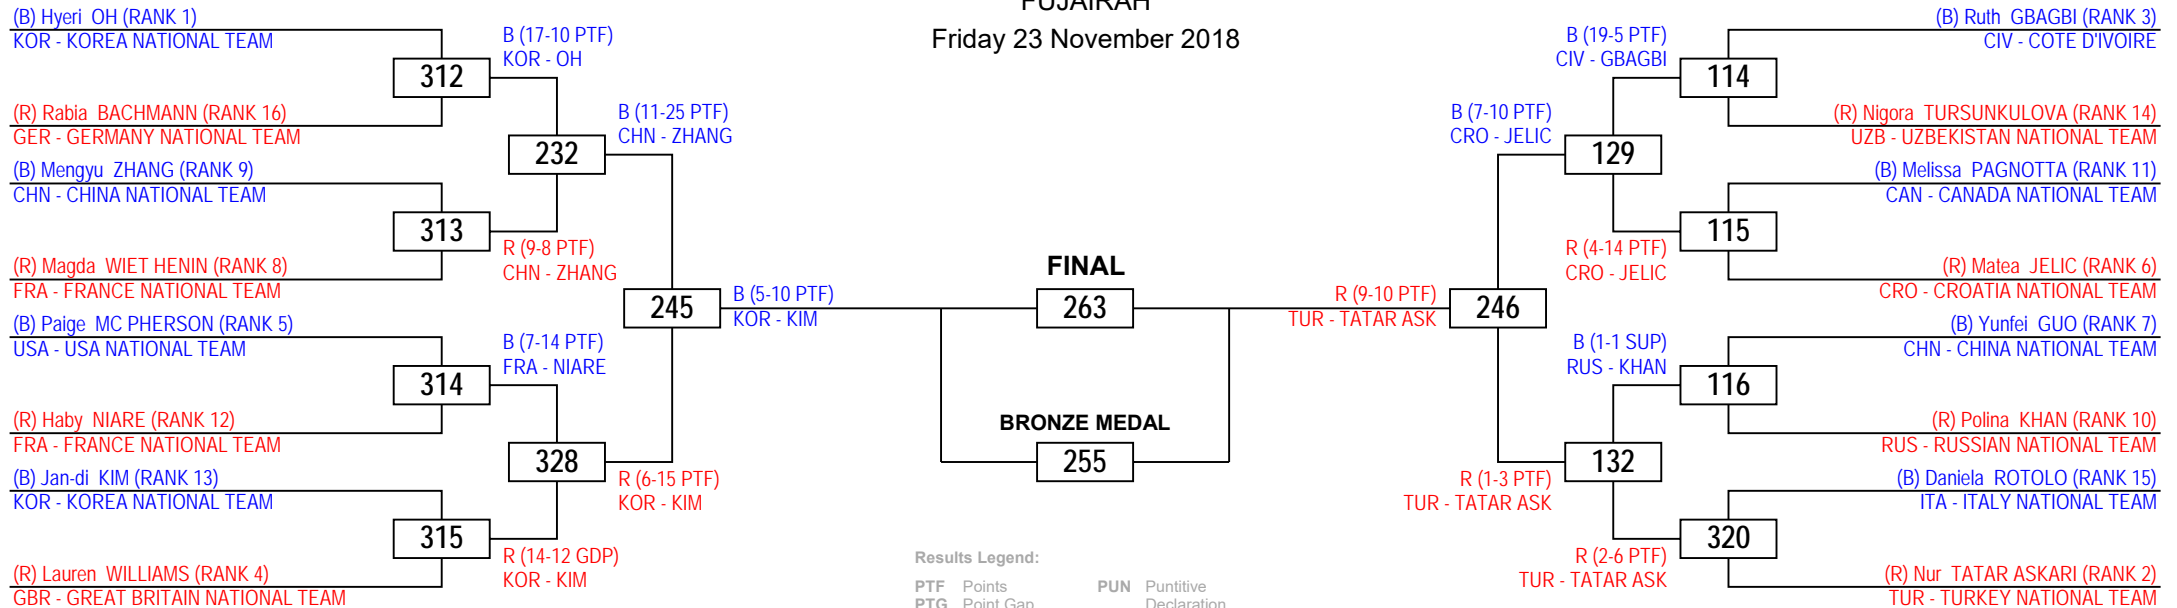 FUJAIRAH
Friday 23 November 2018
(B) Hyeri OH (RANK 1)
KOR - KOREA NATIONAL TEAM
312
(R) Rabia BACHMANN (RANK 16)
GER - GERMANY NATIONAL TEAM
B (17-10 PTF)
KOR - OH
232
(B) Mengyu ZHANG (RANK 9)
CHN - CHINA NATIONAL TEAM
313
(R) Magda WIET HENIN (RANK 8)
FRA - FRANCE NATIONAL TEAM
R (9-8 PTF)
CHN - ZHANG
B (11-25 PTF)
CHN - ZHANG
245
(B) Paige MC PHERSON (RANK 5)
USA - USA NATIONAL TEAM
314
(R) Haby NIARE (RANK 12)
FRA - FRANCE NATIONAL TEAM
B (7-14 PTF)
FRA - NIARE
328
(B) Jan-di KIM (RANK 13)
KOR - KOREA NATIONAL TEAM
315
(R) Lauren WILLIAMS (RANK 4)
GBR - GREAT BRITAIN NATIONAL TEAM
R (14-12 GDP)
KOR - KIM
R (6-15 PTF)
KOR - KIM
B (5-10 PTF)
KOR - KIM
FINAL
263
BRONZE MEDAL
255
R (9-10 PTF)
TUR - TATAR ASK
246
B (7-10 PTF)
CRO - JELIC
129
B (19-5 PTF)
CIV - GBAGBI
114
(B) Ruth GBAGBI (RANK 3)
CIV - COTE D'IVOIRE
(R) Nigora TURSUNKULOVA (RANK 14)
UZB - UZBEKISTAN NATIONAL TEAM
R (4-14 PTF)
CRO - JELIC
115
(B) Melissa PAGNOTTA (RANK 11)
CAN - CANADA NATIONAL TEAM
(R) Matea JELIC (RANK 6)
CRO - CROATIA NATIONAL TEAM
R (1-3 PTF)
TUR - TATAR ASK
132
B (1-1 SUP)
RUS - KHAN
116
(B) Yunfei GUO (RANK 7)
CHN - CHINA NATIONAL TEAM
(R) Polina KHAN (RANK 10)
RUS - RUSSIAN NATIONAL TEAM
R (2-6 PTF)
TUR - TATAR ASK
320
(B) Daniela ROTOLO (RANK 15)
ITA - ITALY NATIONAL TEAM
(R) Nur TATAR ASKARI (RANK 2)
TUR - TURKEY NATIONAL TEAM
Results Legend:
PTF Points
PUN Puntitive
PTG Point Gap
Declaration